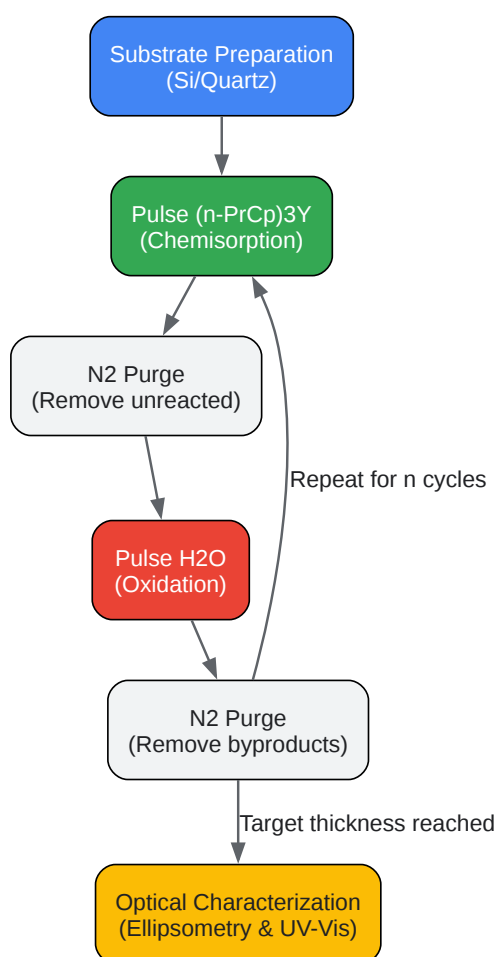 Substrate Preparation
(Si/Quartz)
Pulse (n-PrCp)3Y
(Chemisorption)
N2 Purge
(Remove unreacted)
Repeat for n cycles
Pulse H2O
(Oxidation)
N2 Purge
(Remove byproducts)
Target thickness reached
Optical Characterization
(Ellipsometry & UV-Vis)